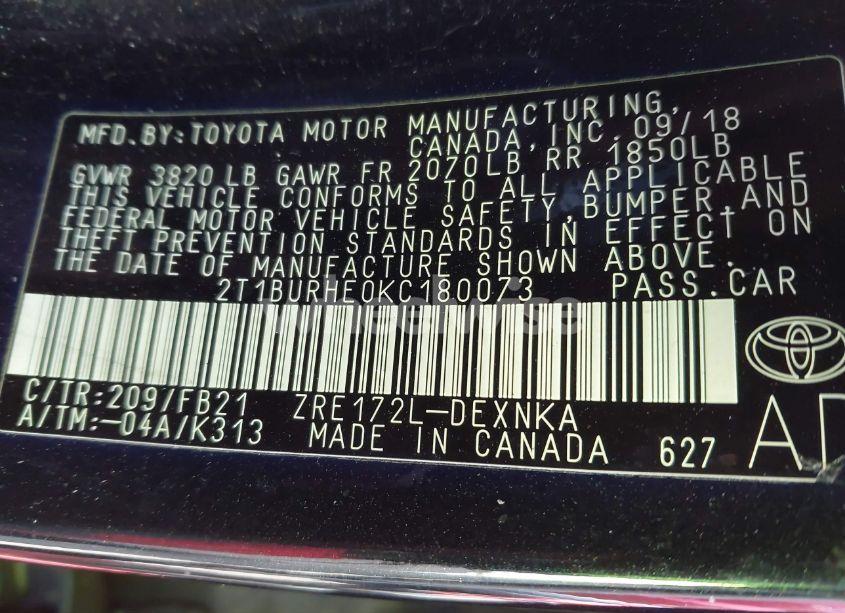 MFD.BY:TOYOTA MOTOR MANUFACTURING,
CANADA,INC.09/18
GVWR 3820 LB GAWR FR 2070LB RR 1850LB
THIS VEHICLE CONFORMS TO ALL APPLICABLE
FEDERAL MOTOR VEHICLE SAFETY,BUMPER,AND
THEFT PREVENTION STANDARDS IN EFFECT ON
THE DATE OF MANUFACTURE SHOWN ABOVE.
2T1BURHE0KC180073 PASS.CAR
wheelwise
C/TR:209/FB21 ZRE172L-DEXNKA
A/TM:-04A/K313 MADE IN CANADA 627